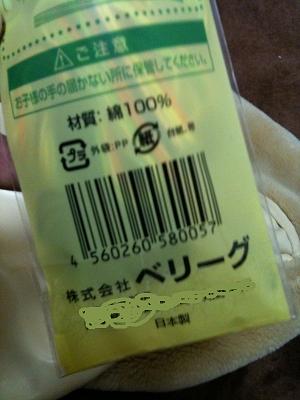 ご注意
お子様の手の届かない所に保管してください。
材質：綿100%
プラ 外袋:PP 紙 台紙:巻
4 560260 580057
株式会社 ベリーグ
日本製